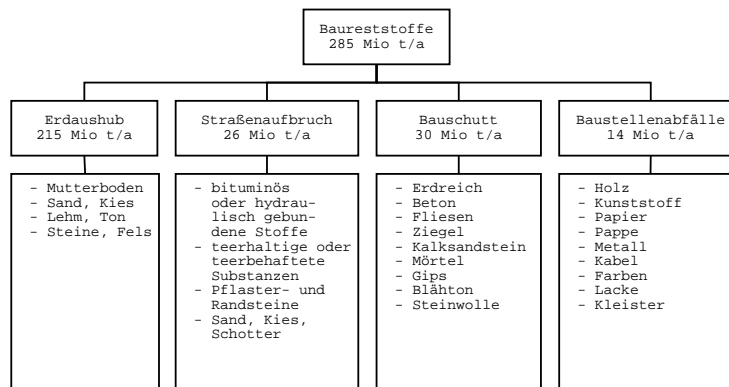 Baureststoffe
285 Mio t/a
Erdaushub
215 Mio t/a
Straßenaufbruch
26 Mio t/a
Bauschutt
30 Mio t/a
Baustellenabfälle
14 Mio t/a
- Mutterboden
- Sand, Kies
- Lehm, Ton
- Steine, Fels
- bituminös
oder hydrau-
lisch gebun-
dene Stoffe
- teerhaltige oder
teerbehaftete
Substanzen
- Pflaster- und
Randsteine
- Sand, Kies,
Schotter
- Erdreich
- Beton
- Fliesen
- Ziegel
- Kalksandstein
- Mörtel
- Gips
- Blähton
- Steinwolle
- Holz
- Kunststoff
- Papier
- Pappe
- Metall
- Kabel
- Farben
- Lacke
- Kleister